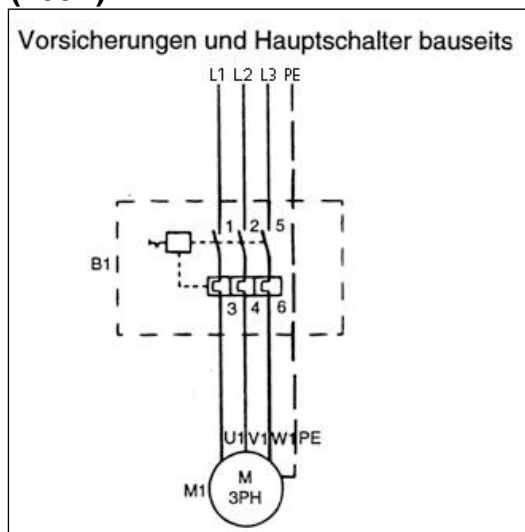 Vorsicherungen und Hauptschalter bauseits
L1 L2 L3 PE
1 2 5
B1
3 4 6
U1 V1 W1 PE
M1
M
3PH